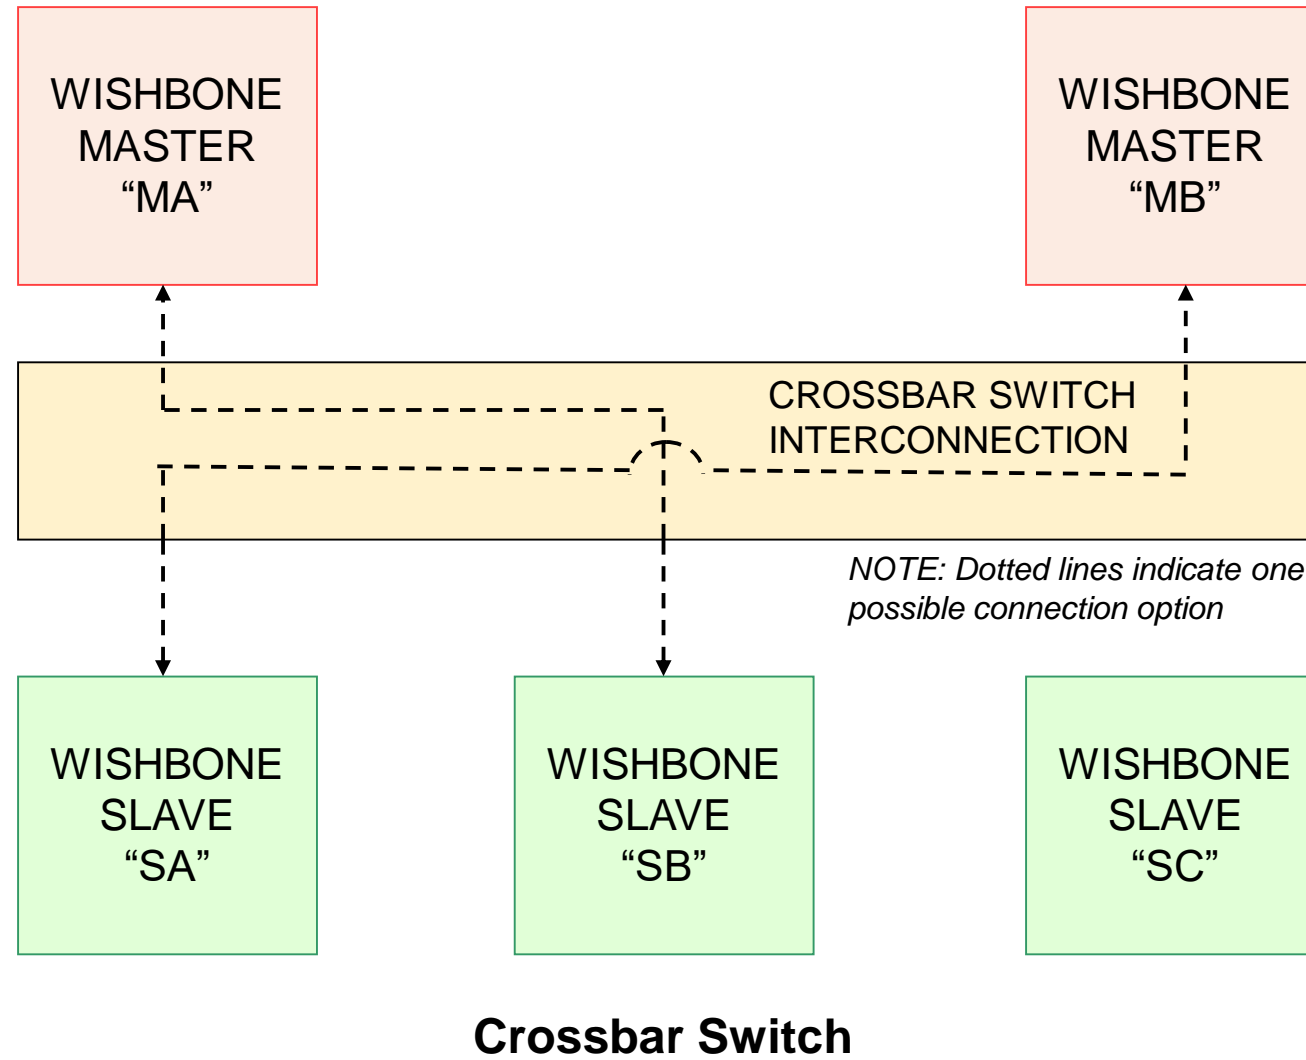 WISHBONE
MASTER
“MA”
WISHBONE
MASTER
“MB”
CROSSBAR SWITCH
INTERCONNECTION
NOTE: Dotted lines indicate one
possible connection option
WISHBONE
SLAVE
“SA”
WISHBONE
SLAVE
“SB”
WISHBONE
SLAVE
“SC”
Crossbar Switch